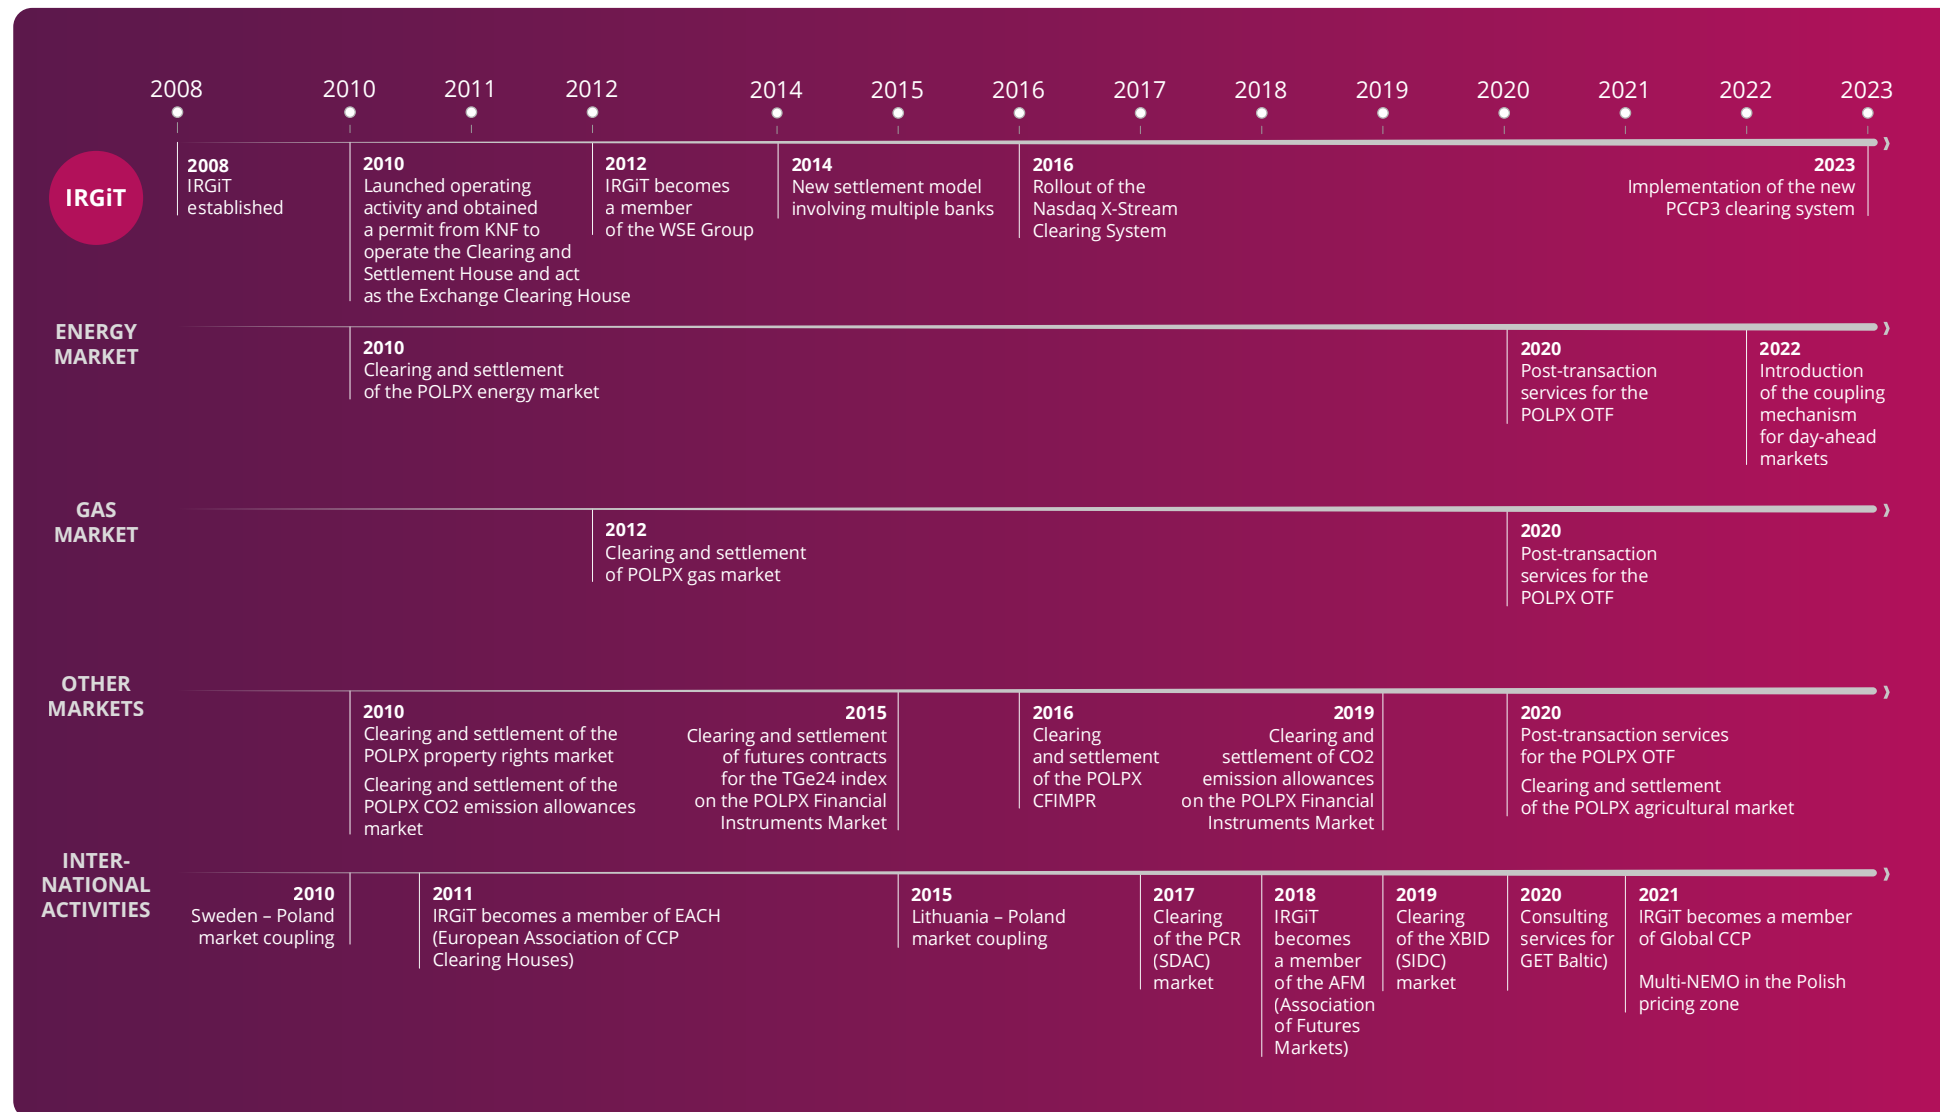 2008
2010
2011
2012
2014
2015
2016
2017
2018
2019
2020
2021
2022
2023
IRGiT
2008
IRGiT
established
2010
Launched operating
activity and obtained
a permit from KNF to
operate the Clearing and
Settlement House and act
as the Exchange Clearing House
2012
IRGiT becomes
a member
of the WSE Group
2014
New settlement model
involving multiple banks
2016
Rollout of the
Nasdaq X-Stream
Clearing System
2023
Implementation of the new
PCCP3 clearing system
ENERGY
MARKET
2010
Clearing and settlement
of the POLPX energy market
2020
Post-transaction
services for the
POLPX OTF
2022
Introduction
of the coupling
mechanism
for day-ahead
markets
GAS
MARKET
2012
Clearing and settlement
of POLPX gas market
2020
Post-transaction
services for the
POLPX OTF
OTHER
MARKETS
2010
Clearing and settlement of the
POLPX property rights market
Clearing and settlement of the
POLPX CO2 emission allowances
market
2015
Clearing and settlement
of futures contracts
for the TGe24 index
on the POLPX Financial
Instruments Market
2016
Clearing
and settlement
of the POLPX
CFIMPR
2019
Clearing and
settlement of CO2
emission allowances
on the POLPX Financial
Instruments Market
2020
Post-transaction services
for the POLPX OTF
Clearing and settlement
of the POLPX agricultural market
INTER-
NATIONAL
ACTIVITIES
2010
Sweden – Poland
market coupling
2011
IRGiT becomes a member of EACH
(European Association of CCP
Clearing Houses)
2015
Lithuania – Poland
market coupling
2017
Clearing
of the PCR
(SDAC)
market
2018
IRGiT
becomes
a member
of the AFM
(Association
of Futures
Markets)
2019
Clearing
of the XBID
(SIDC)
market
2020
Consulting
services for
GET Baltic)
2021
IRGiT becomes a member
of Global CCP
Multi-NEMO in the Polish
pricing zone